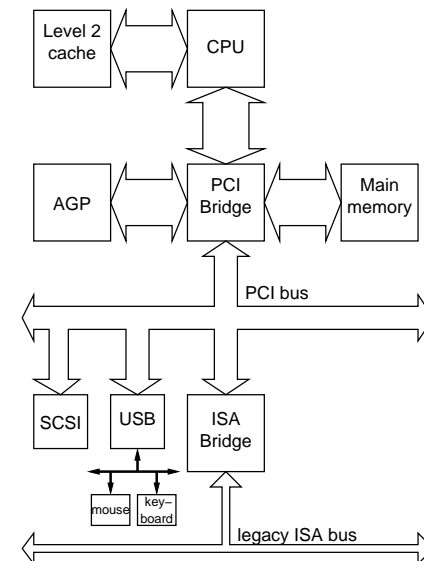 Level 2
cache
CPU
AGP
PCI
Bridge
Main
memory
PCI bus
SCSI
USB
ISA
Bridge
mouse
key–
board
legacy ISA bus